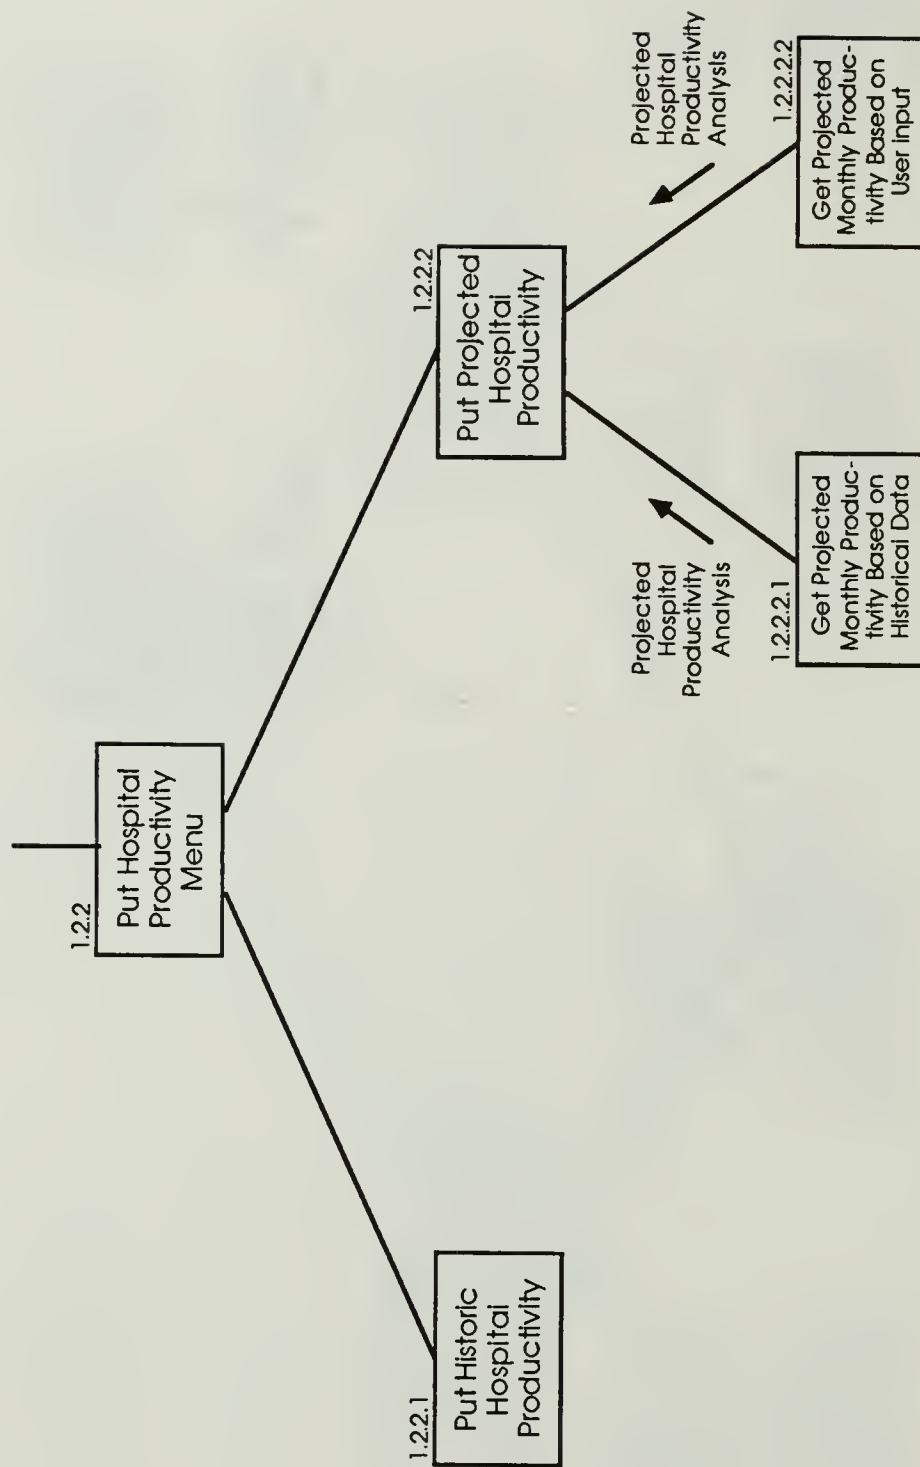 1.2.2
Put Hospital
Productivity
Menu
1.2.2.1
Put Historic
Hospital
Productivity
1.2.2.2
Put Projected
Hospital
Productivity
Projected
Hospital
Productivity
Analysis
Projected
Hospital
Productivity
Analysis
1.2.2.2.1
Get Projected
Monthly Produc-
tivity Based on
Historical Data
1.2.2.2.2
Get Projected
Monthly Produc-
tivity Based on
User input